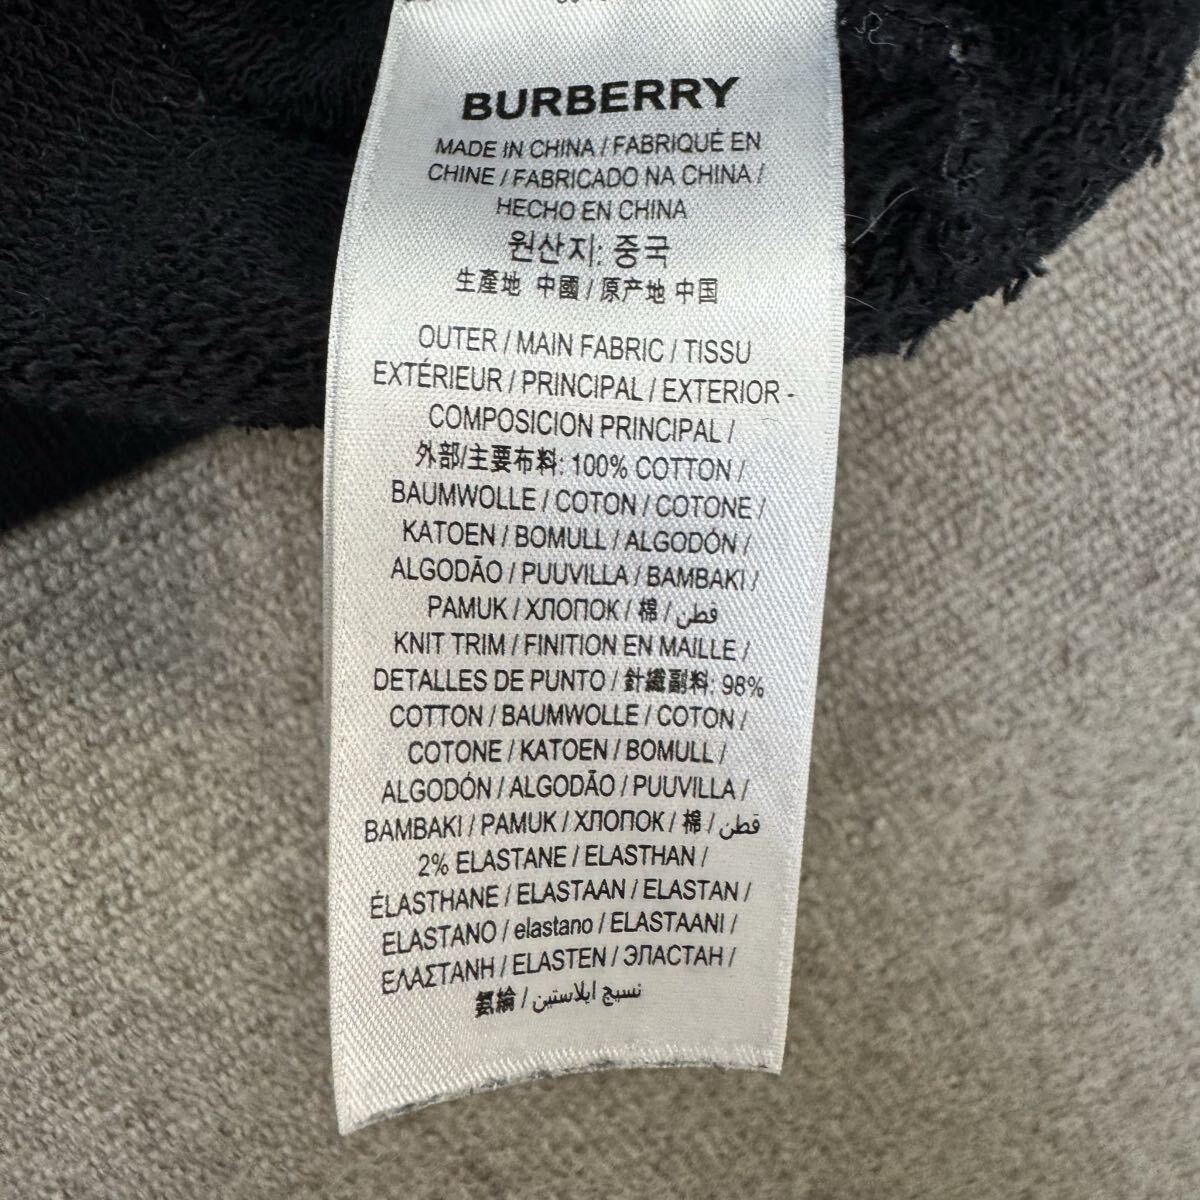 BURBERRY
MADE IN CHINA / FABRIQUÉ EN
CHINE / FABRICADO NA CHINA /
HECHO EN CHINA
원산지: 중국
生產地 中國 / 原产地 中国
OUTER / MAIN FABRIC / TISSU
EXTÉRIEUR / PRINCIPAL / EXTERIOR -
COMPOSICION PRINCIPAL /
外部/主要布料: 100% COTTON /
BAUMWOLLE / COTON / COTONE /
KATOEN / BOMULL / ALGODÓN /
ALGODÃO / PUUVILLA / BAMBAKI /
PAMUK / ХЛОПОК / 棉 / قطن
KNIT TRIM / FINITION EN MAILLE /
DETALLES DE PUNTO / 針織副料: 98%
COTTON / BAUMWOLLE / COTON /
COTONE / KATOEN / BOMULL /
ALGODÓN / ALGODÃO / PUUVILLA /
BAMBAKI / PAMUK / ХЛОПОК / 棉 / قطن
2% ELASTANE / ELASTHAN /
ÉLASTHANE / ELASTAAN / ELASTAN /
ELASTANO / elastano / ELASTAANI /
ΕΛΑΣΤΑΝΗ / ELASTEN / ЭЛАСТАН /
氨綸 / نسيج ايلاستين